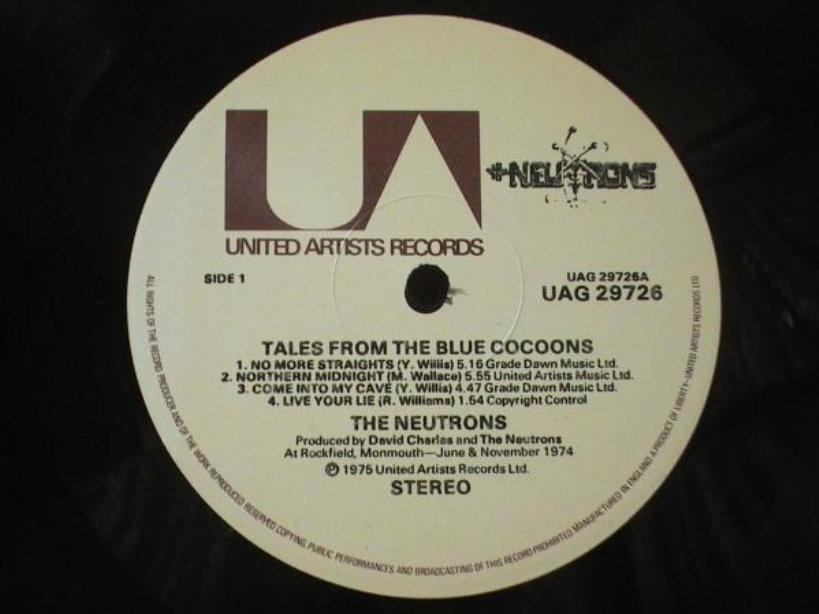 UA
+NEUTRONS
UNITED ARTISTS RECORDS
SIDE 1
UAG 29726A
UAG 29726
TALES FROM THE BLUE COCOONS
1. NO MORE STRAIGHTS (Y. Willis) 5.16 Grade Dawn Music Ltd.
2. NORTHERN MIDNIGHT (M. Wallace) 5.55 United Artists Music Ltd.
3. COME INTO MY CAVE (Y. Willis) 4.47 Grade Dawn Music Ltd.
4. LIVE YOUR LIE (R. Williams) 1.54 Copyright Control
THE NEUTRONS
Produced by David Charles and The Neutrons
At Rockfield, Monmouth—June & November 1974
℗ 1975 United Artists Records Ltd.
STEREO
ALL RIGHTS OF THE RECORD PRODUCER AND OF THE WORK REPRODUCED RESERVED. COPYING, PUBLIC PERFORMANCES AND BROADCASTING OF THIS RECORD PROHIBITED. MANUFACTURED IN ENGLAND. A PRODUCT OF LIBERTY-UNITED ARTISTS RECORDS LTD